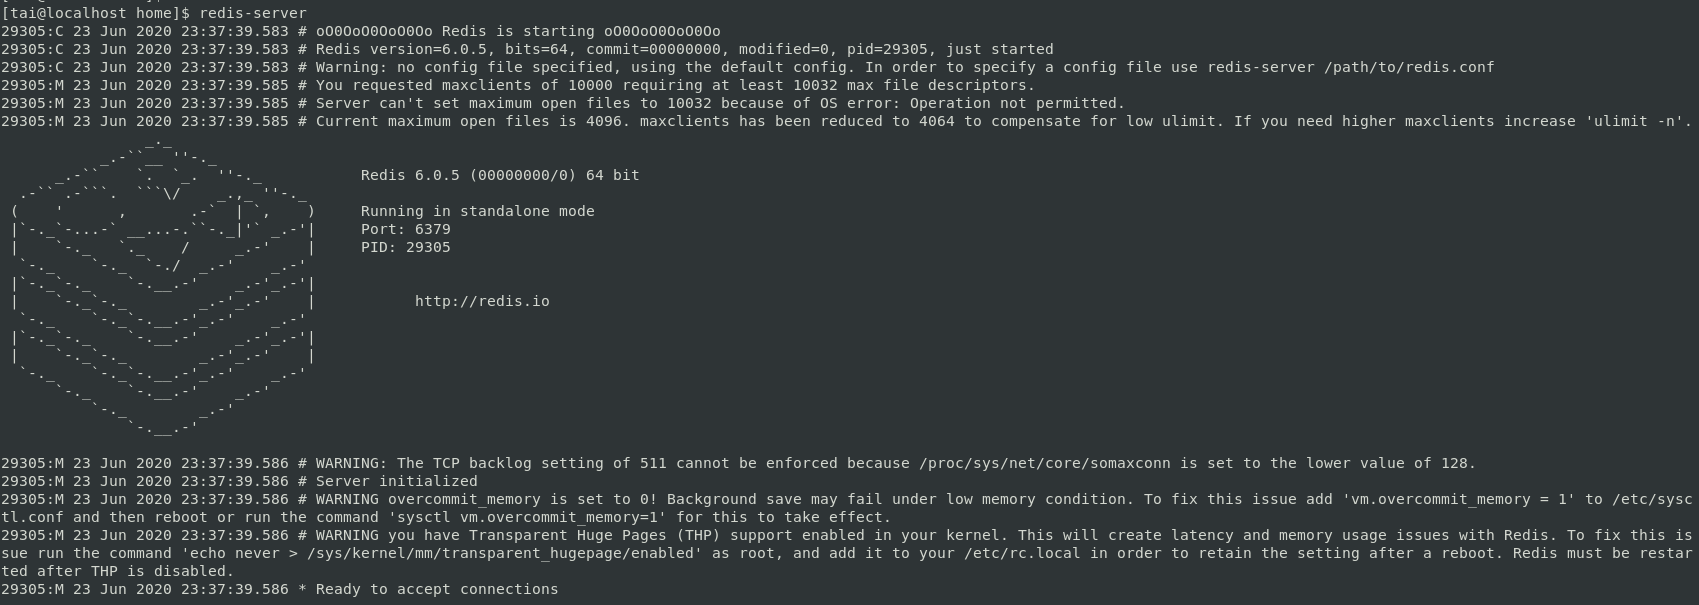 [tai@localhost home]$ redis-server
29305:C 23 Jun 2020 23:37:39.583 # oO0OoO0OoO0Oo Redis is starting oO0OoO0OoO0Oo
29305:C 23 Jun 2020 23:37:39.583 # Redis version=6.0.5, bits=64, commit=00000000, modified=0, pid=29305, just started
29305:C 23 Jun 2020 23:37:39.583 # Warning: no config file specified, using the default config. In order to specify a config file use redis-server /path/to/redis.conf
29305:M 23 Jun 2020 23:37:39.585 # You requested maxclients of 10000 requiring at least 10032 max file descriptors.
29305:M 23 Jun 2020 23:37:39.585 # Server can't set maximum open files to 10032 because of OS error: Operation not permitted.
29305:M 23 Jun 2020 23:37:39.585 # Current maximum open files is 4096. maxclients has been reduced to 4064 to compensate for low ulimit. If you need higher maxclients increase 'ulimit -n'.
Redis 6.0.5 (00000000/0) 64 bit
Running in standalone mode
Port: 6379
PID: 29305
http://redis.io
29305:M 23 Jun 2020 23:37:39.586 # WARNING: The TCP backlog setting of 511 cannot be enforced because /proc/sys/net/core/somaxconn is set to the lower value of 128.
29305:M 23 Jun 2020 23:37:39.586 # Server initialized
29305:M 23 Jun 2020 23:37:39.586 # WARNING overcommit_memory is set to 0! Background save may fail under low memory condition. To fix this issue add 'vm.overcommit_memory = 1' to /etc/sysc
tl.conf and then reboot or run the command 'sysctl vm.overcommit_memory=1' for this to take effect.
29305:M 23 Jun 2020 23:37:39.586 # WARNING you have Transparent Huge Pages (THP) support enabled in your kernel. This will create latency and memory usage issues with Redis. To fix this is
sue run the command 'echo never > /sys/kernel/mm/transparent_hugepage/enabled' as root, and add it to your /etc/rc.local in order to retain the setting after a reboot. Redis must be restar
ted after THP is disabled.
29305:M 23 Jun 2020 23:37:39.586 * Ready to accept connections